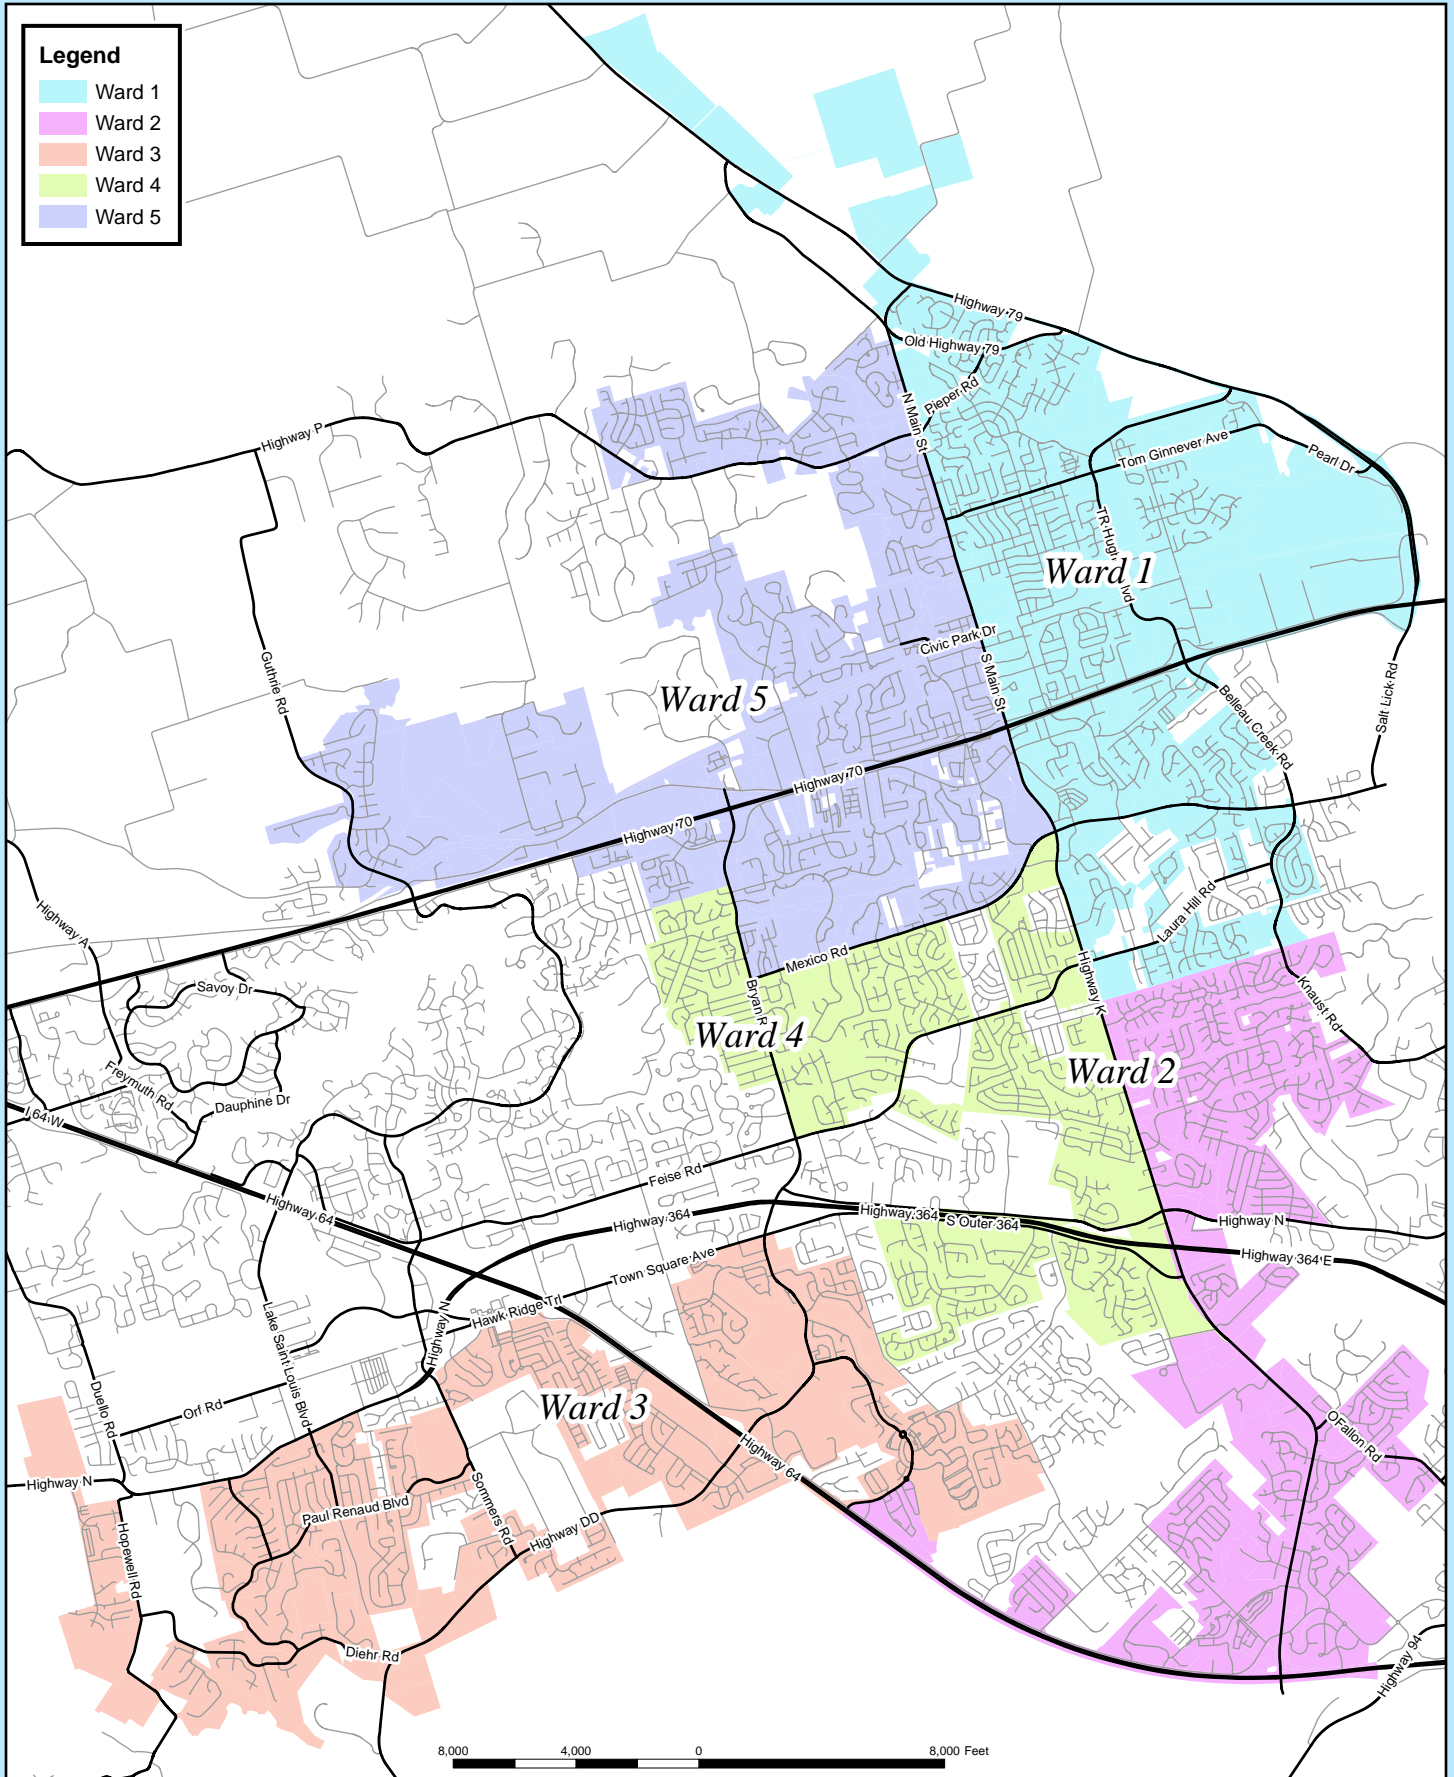 Legend
Ward 1
Ward 2
Ward 3
Ward 4
Ward 5
Highway 79
Old Highway 79
Pieper Rd
N Main St
Highway P
Tom Ginnever Ave
Pearl Dr
TR Hugh
lvd
Ward 1
Civic Park Dr
S Main St
Guthrie Rd
Ward 5
Salt Lick Rd
Belleau Creek Rd
Highway 70
Highway 70
Laura Hill Rd
Highway A
Mexico Rd
Highway K
Savoy Dr
Bryan R
Knaust Rd
Ward 4
Ward 2
Freymuth Rd
Dauphine Dr
I 64 W
Feise Rd
Highway 64
Highway 364
Highway 364
S Outer 364
Highway N
Highway 364 E
Town Square Ave
Hawk Ridge Trl
Highway N
Lake Saint Louis Blvd
Duello Rd
Orf Rd
Ward 3
OFallon Rd
Highway 64
Highway N
Paul Renaud Blvd
Sommers Rd
Highway DD
Hopewell Rd
Diehr Rd
Highway 94
8,000 4,000 0 8,000 Feet